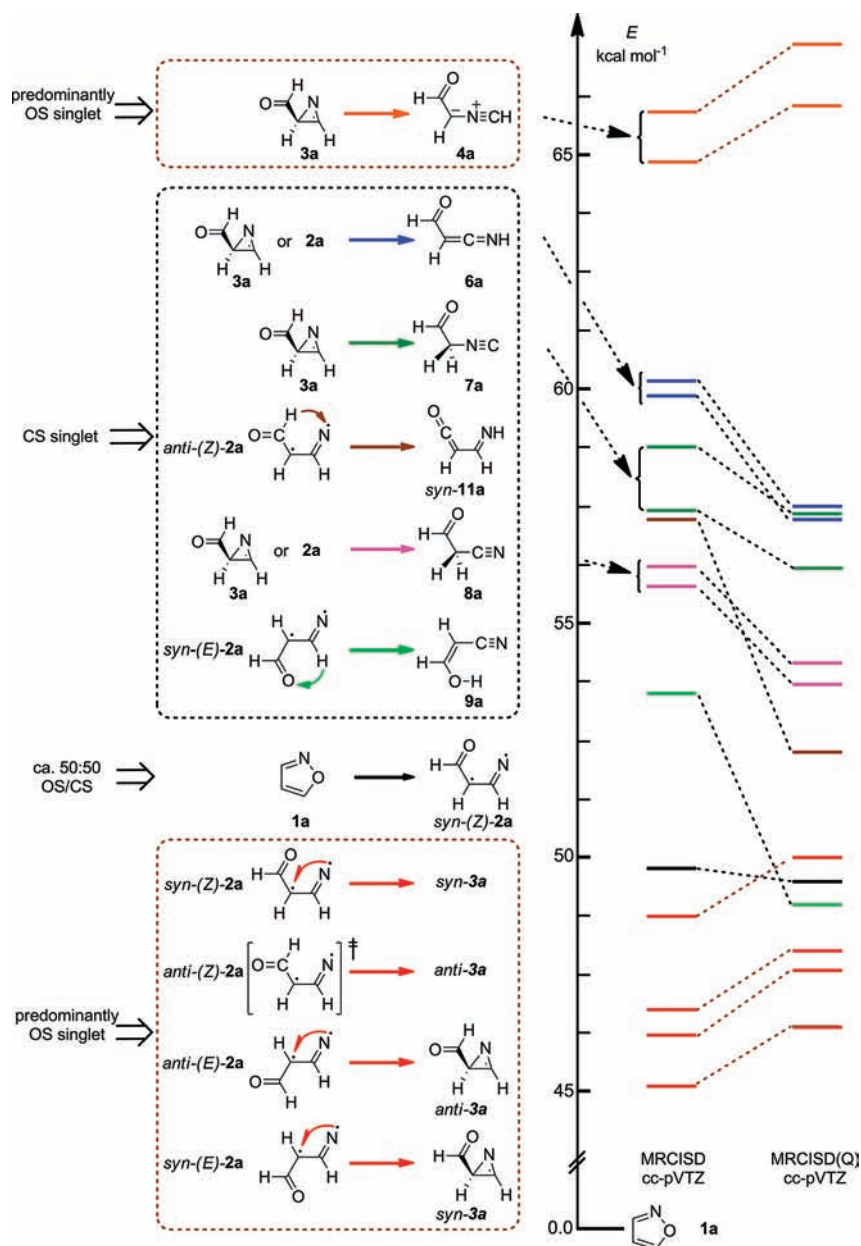 E
kcal mol⁻¹
predominantly
OS singlet
O H N H H
3a
O H H N⁺≡CH
4a
65
O H N H H
3a
or 2a
O H H C=NH
6a
O H N H H
3a
O H H H N≡C
7a
60
CS singlet
anti-(Z)-2a
O C H N H H
O C H NH H
syn-11a
O H N H H
3a
or 2a
O H H H C≡N
8a
55
syn-(E)-2a
H N H O H
H C≡N H O-H
9a
ca. 50:50
OS/CS
N O
1a
O H N H H
syn-(Z)-2a
50
syn-(Z)-2a
O H N H H
syn-3a
anti-(Z)-2a
O C H N H H
‡
anti-3a
predominantly
OS singlet
anti-(E)-2a
H N H O H
O H N H H
anti-3a
45
syn-(E)-2a
H N H O H
H O N H H
syn-3a
MRCISD
cc-pVTZ
MRCISD(Q)
cc-pVTZ
0.0
N O
1a